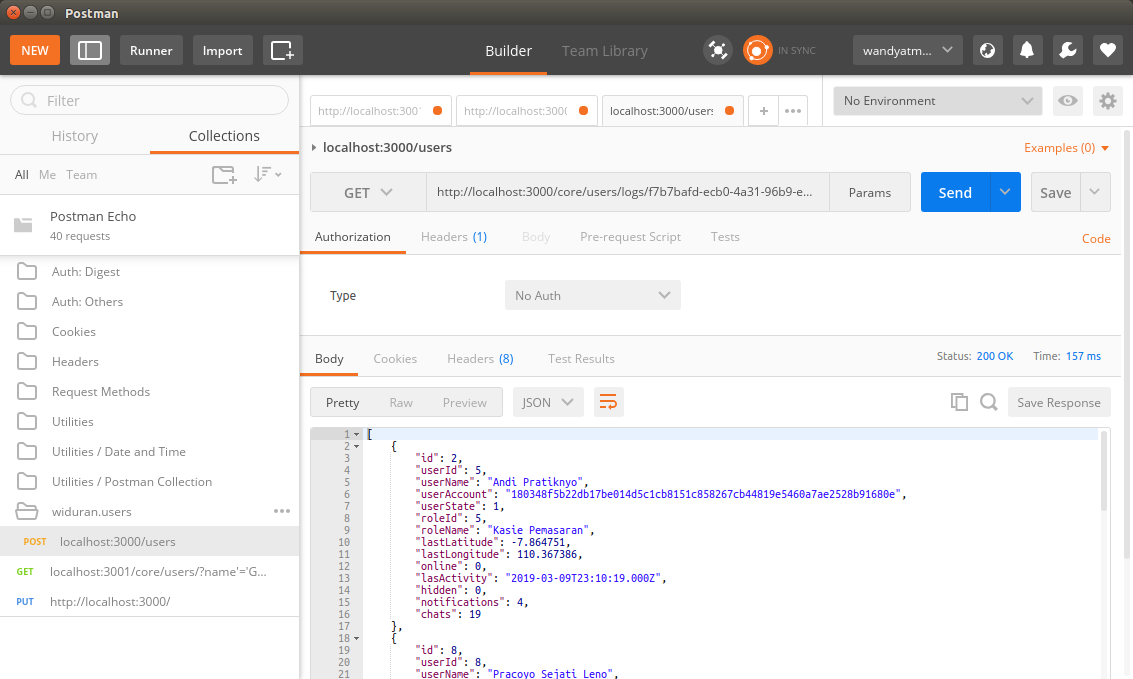 Postman
NEW Runner Import Builder Team Library IN SYNC wandyatm...
Filter
History Collections
All Me Team
Postman Echo
40 requests
Auth: Digest
Auth: Others
Cookies
Headers
Request Methods
Utilities
Utilities / Date and Time
Utilities / Postman Collection
widuran.users
POST localhost:3000/users
GET localhost:3001/core/users/?name'='G...
PUT http://localhost:3000/
http://localhost:300 http://localhost:3000 localhost:3000/users + •••
No Environment
localhost:3000/users Examples (0)
GET http://localhost:3000/core/users/logs/f7b7bafd-ecb0-4a31-96b9-e... Params Send Save
Authorization Headers (1) Body Pre-request Script Tests Code
Type No Auth
Body Cookies Headers (8) Test Results Status: 200 OK Time: 157 ms
Pretty Raw Preview JSON Save Response
1 [
2 {
3 "id": 2,
4 "userId": 5,
5 "userName": "Andi Pratiknyo",
6 "userAccount": "180348f5b22db17be014d5c1cb8151c858267cb44819e5460a7ae2528b91680e",
7 "userState": 1,
8 "roleId": 5,
9 "roleName": "Kasie Pemasaran",
10 "lastLatitude": -7.864751,
11 "lastLongitude": 110.367386,
12 "online": 0,
13 "lasActivity": "2019-03-09T23:10:19.000Z",
14 "hidden": 0,
15 "notifications": 4,
16 "chats": 19
17 },
18 {
19 "id": 8,
20 "userId": 8,
21 "userName": "Pracoyo Sejati Leno",